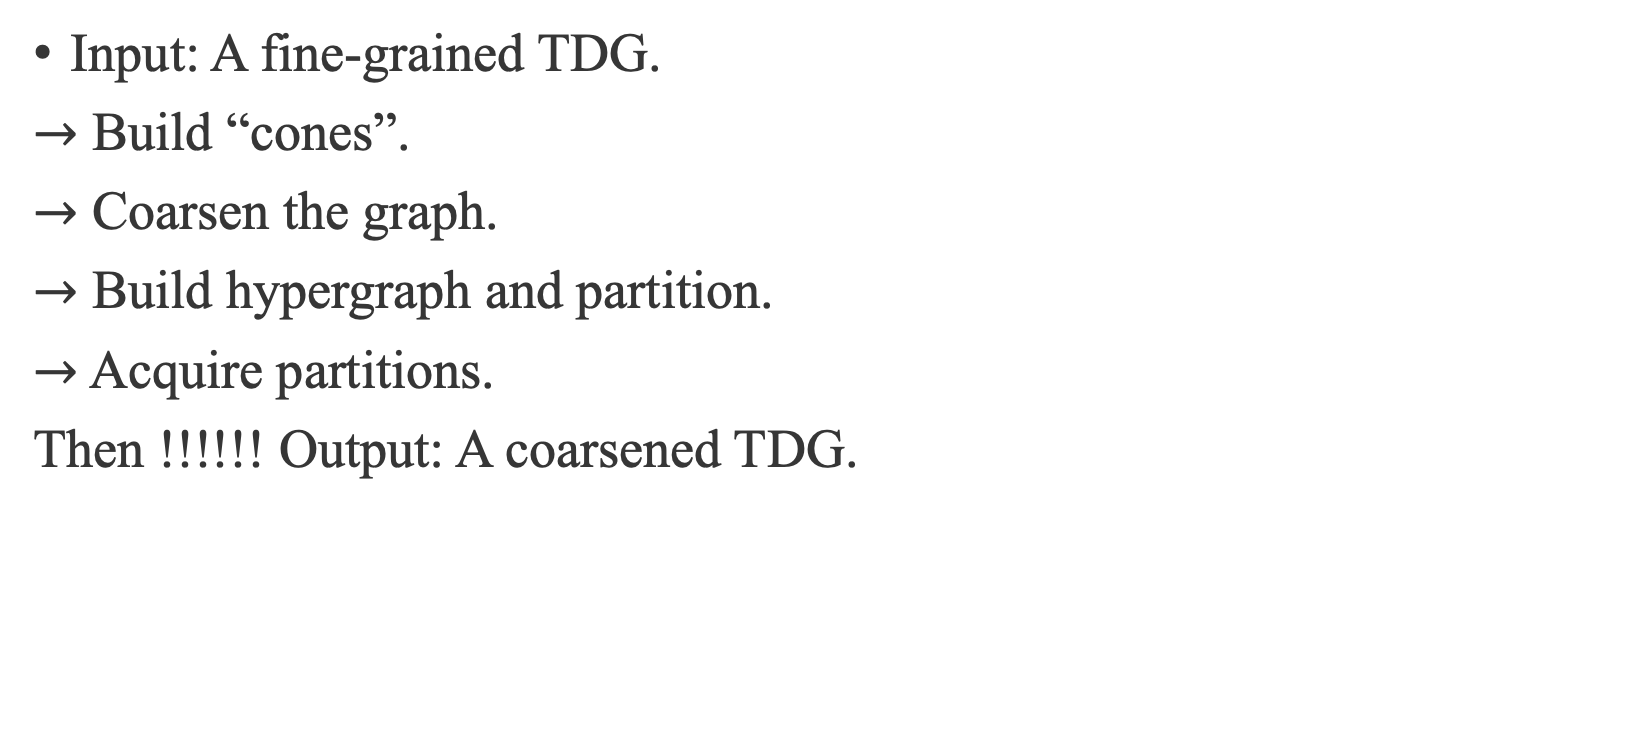 • Input: A fine-grained TDG.
→ Build “cones”.
→ Coarsen the graph.
→ Build hypergraph and partition.
→ Acquire partitions.
Then !!!!!! Output: A coarsened TDG.